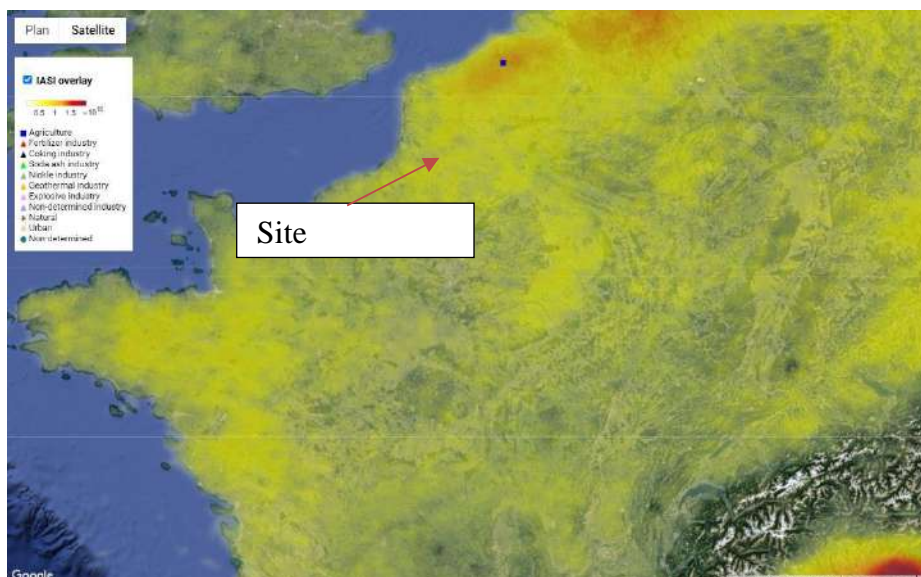 Plan Satellite
IASI overlay
0.5 1 1.5 ×10
Agriculture
Fertilizer industry
Coking industry
Soda ash industry
Nickle industry
Geothermal industry
Explosive industry
Non-determined industry
Natural
Urban
Non-determined
Site
Google